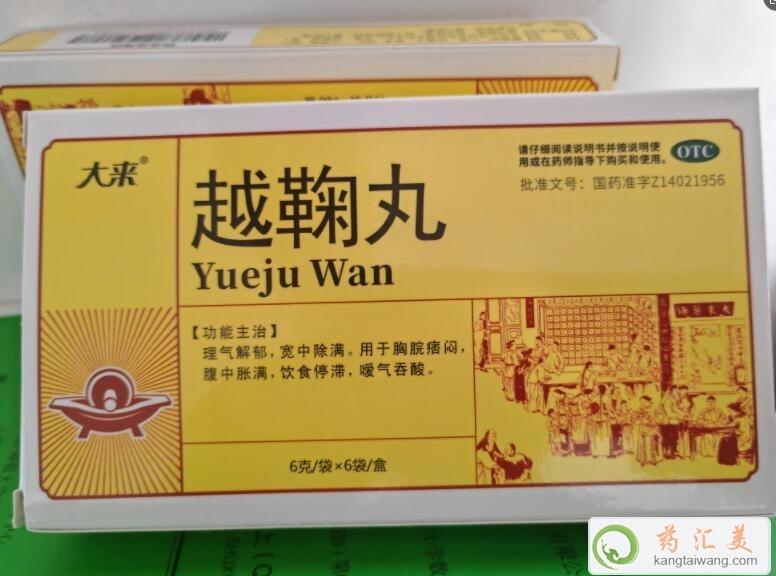 大来®
越鞠丸
Yueju Wan
请仔细阅读说明书并按说明使
用或在药师指导下购买和使用。
OTC
批准文号：国药准字Z14021956
【功能主治】
理气解郁，宽中除满。用于胸脘痞闷，
腹中胀满，饮食停滞，嗳气吞酸。
6克/袋×6袋/盒
药汇美
kangtaiwang.com